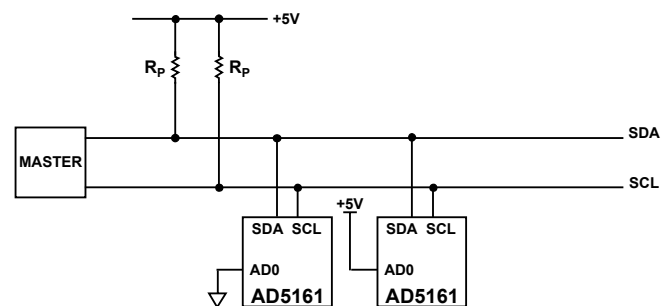 +5V
RP RP
SDA
MASTER
SCL
+5V
SDA SCL SDA SCL
AD0 AD0
AD5161 AD5161